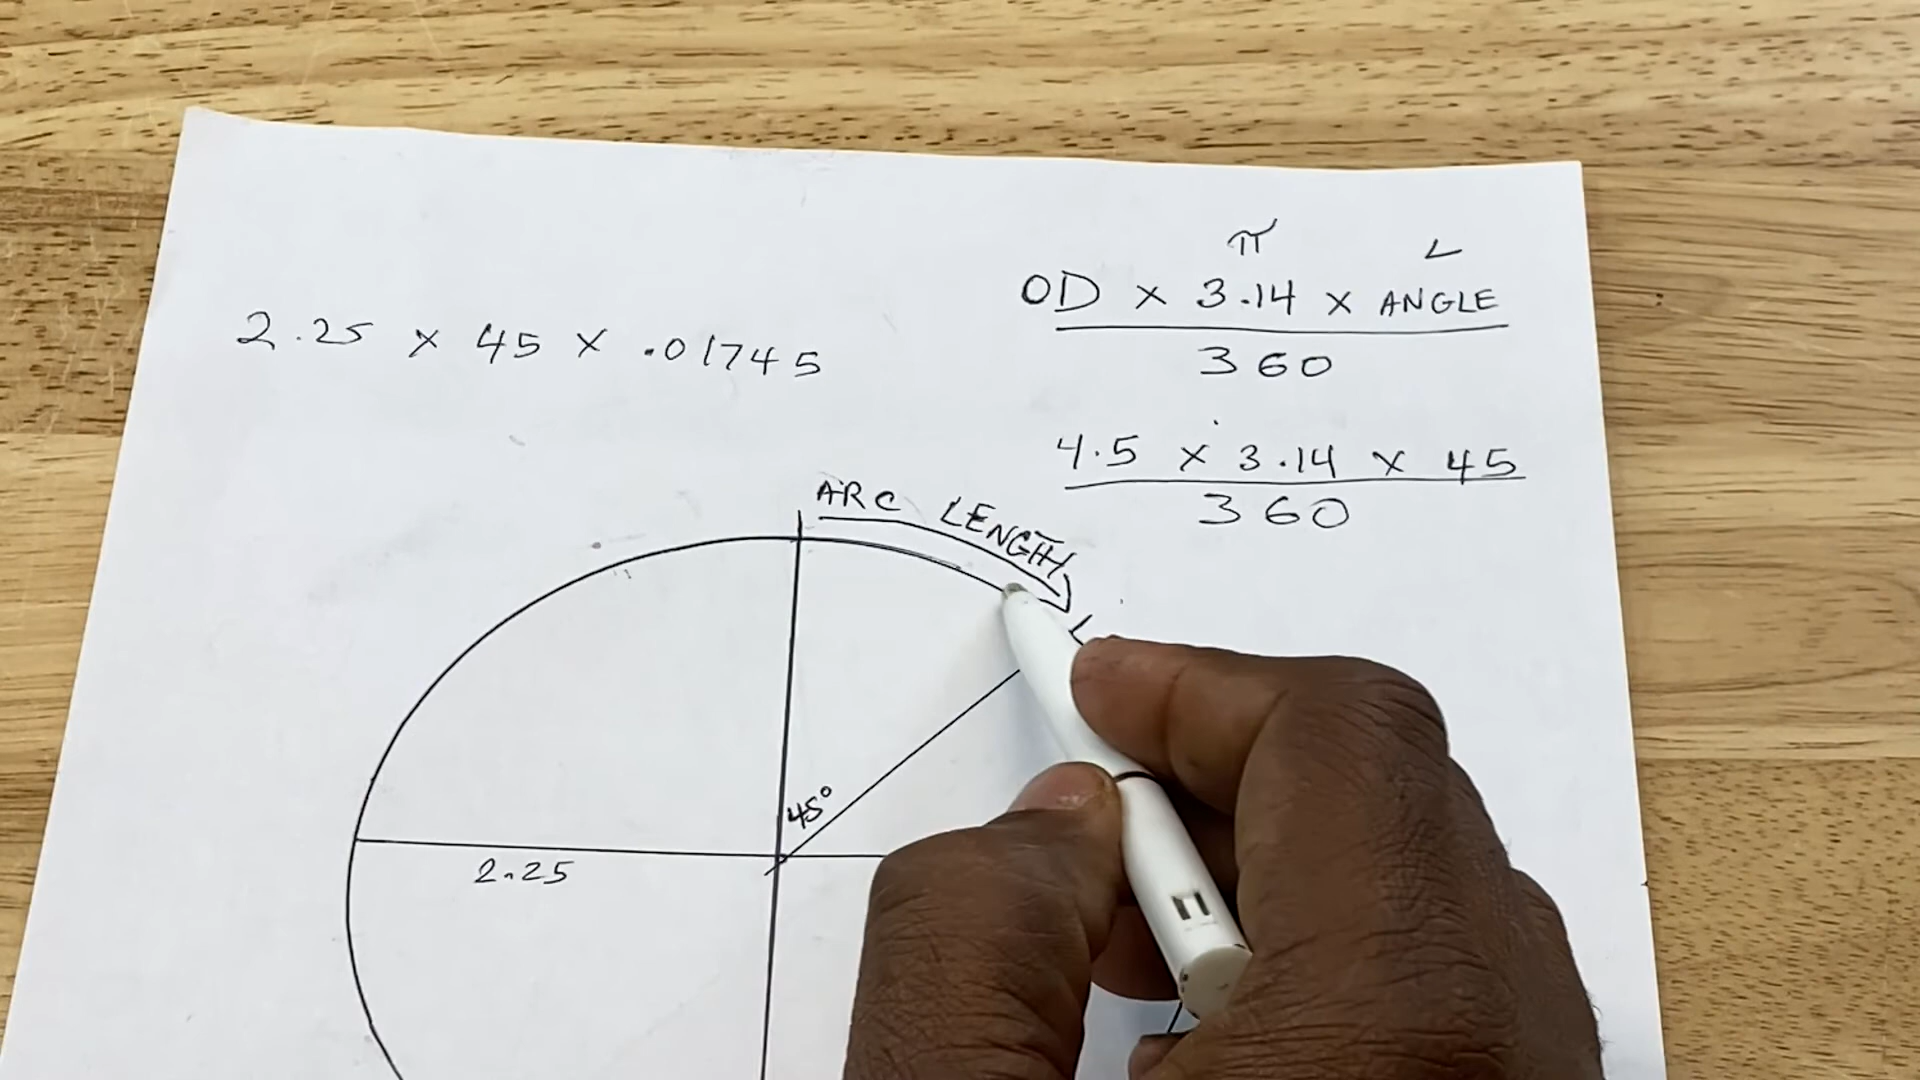 π ∠
OD × 3.14 × ANGLE
360
2.25 × 45 × .01745
4.5 × 3.14 × 45
360
ARC LENGTH
45°
2.25